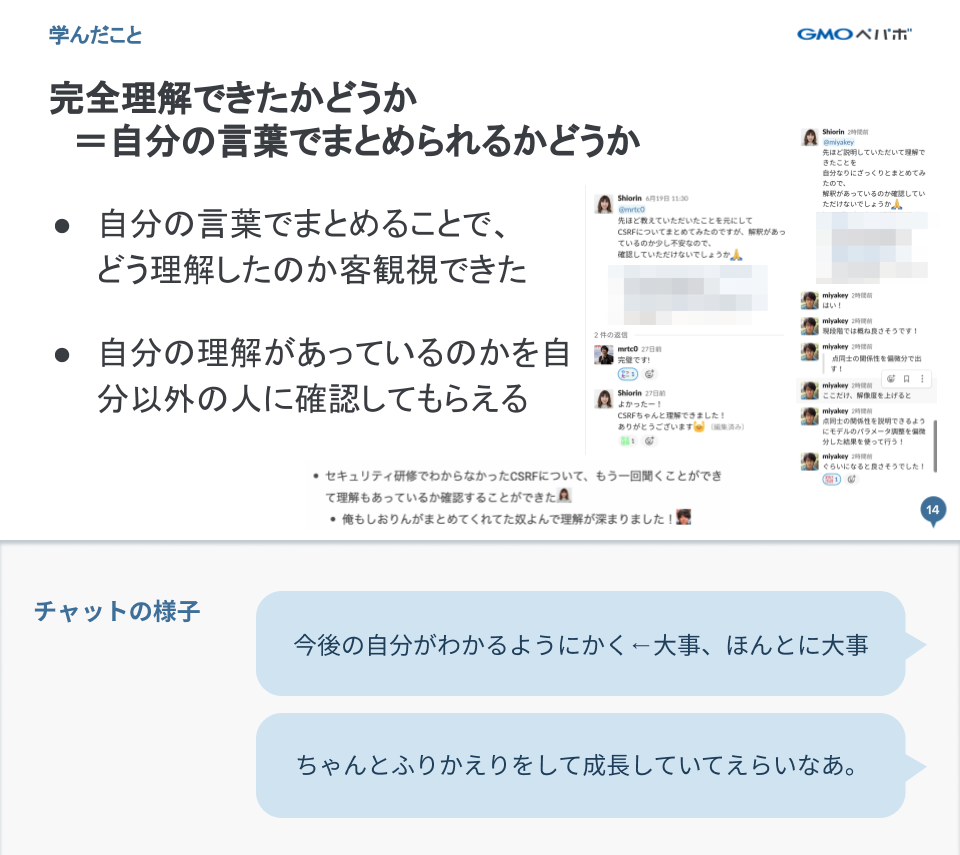 学んだこと
GMOペパボ
完全理解できたかどうか
＝自分の言葉でまとめられるかどうか
● 自分の言葉でまとめることで、
どう理解したのか客観視できた
● 自分の理解があっているのかを自
分以外の人に確認してもらえる
Shiorin 6月19日 11:30
@mrtc0
先ほど教えていただいたことを元にして
CSRFについてまとめてみたのですが、解釈があっ
ているのか少し不安なので、
確認していただけないでしょうか🙏
2 件の返信
mrtc0 27日前
完璧です!
1
Shiorin 27日前
よかったー！
CSRFちゃんと理解できました！
ありがとうございます（編集済み）
1
Shiorin 2時間前
@miyakey
先ほど説明していただいて理解で
きたことを
自分なりにざっくりとまとめてみ
たので、
解釈があっているのか確認してい
ただけないでしょうか🙏
miyakey 2時間前
はい！
miyakey 2時間前
現段階では概ね良さそうです！
miyakey 2時間前
点同士の関係性を偏微分で出
す！
miyakey 2時間前
ここだけ、解像度を上げると
miyakey 2時間前
点同士の関係性を説明できるよう
にモデルのパラメータ調整を偏微
分した結果を使って行う！
miyakey 2時間前
ぐらいになると良さそうでした！
1
● セキュリティ研修でわからなかったCSRFについて、もう一回聞くことができ
て理解もあっているか確認することができた
● 俺もしおりんがまとめてくれてた奴よんで理解が深まりました！
14
チャットの様子
今後の自分がわかるようにかく←大事、ほんとに大事
ちゃんとふりかえりをして成長していてえらいなあ。